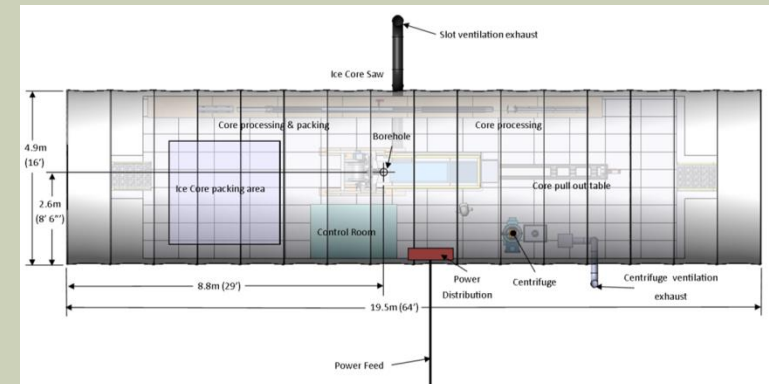 Slot ventilation exhaust
Ice Core Saw
Core processing & packing
Core processing
Borehole
4.9m
(16')
Ice Core packing area
Core pull out table
2.6m
(8' 6"')
Control Room
Power
Distribution
Centrifuge
Centrifuge ventilation
exhaust
8.8m (29')
19.5m (64')
Power Feed